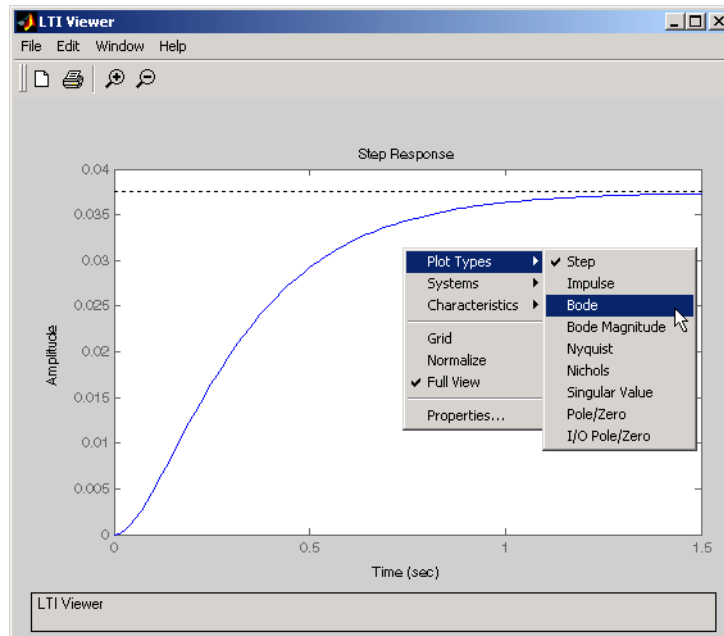 LTI Viewer
File Edit Window Help
Step Response
0.04
0.035
0.03
0.025
0.02
0.015
0.01
0.005
0
Amplitude
0 0.5 1 1.5
Time (sec)
Plot Types
Systems
Characteristics
Grid
Normalize
Full View
Properties...
Step
Impulse
Bode
Bode Magnitude
Nyquist
Nichols
Singular Value
Pole/Zero
I/O Pole/Zero
LTI Viewer